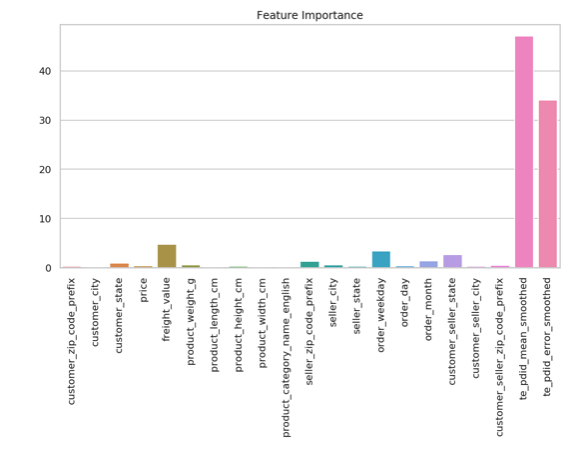 Feature Importance
40
30
20
10
0
customer_zip_code_prefix
customer_city
customer_state
price
freight_value
product_weight_g
product_length_cm
product_height_cm
product_width_cm
product_category_name_english
seller_zip_code_prefix
seller_city
seller_state
order_weekday
order_day
order_month
customer_seller_state
customer_seller_city
customer_seller_zip_code_prefix
te_pdid_mean_smoothed
te_pdid_error_smoothed